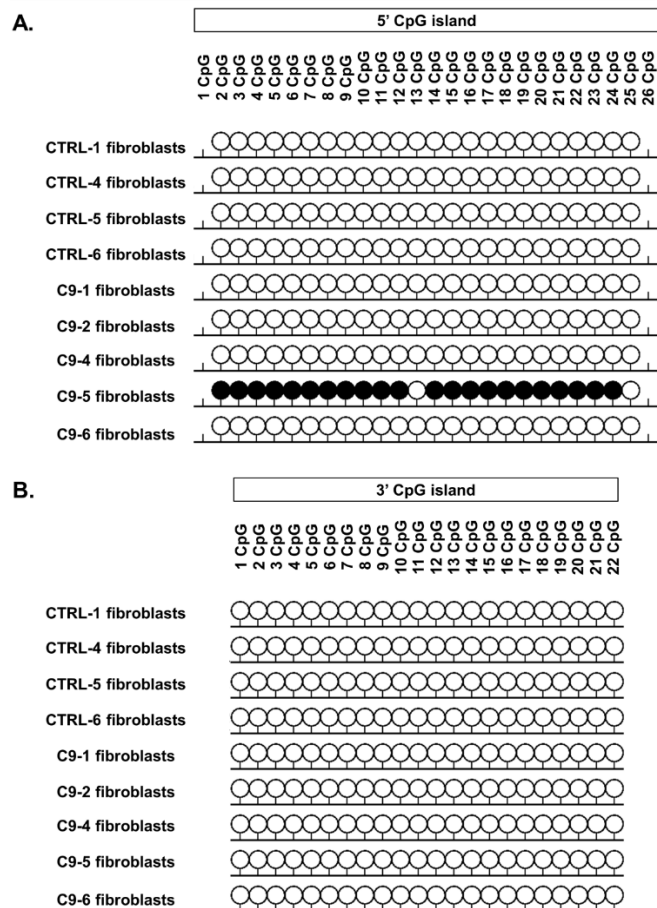 A.
5' CpG island
1 CpG
2 CpG
3 CpG
4 CpG
5 CpG
6 CpG
7 CpG
8 CpG
9 CpG
10 CpG
11 CpG
12 CpG
13 CpG
14 CpG
15 CpG
16 CpG
17 CpG
18 CpG
19 CpG
20 CpG
21 CpG
22 CpG
23 CpG
24 CpG
25 CpG
26 CpG
CTRL-1 fibroblasts
CTRL-4 fibroblasts
CTRL-5 fibroblasts
CTRL-6 fibroblasts
C9-1 fibroblasts
C9-2 fibroblasts
C9-4 fibroblasts
C9-5 fibroblasts
C9-6 fibroblasts
B.
3' CpG island
1 CpG
2 CpG
3 CpG
4 CpG
5 CpG
6 CpG
7 CpG
8 CpG
9 CpG
10 CpG
11 CpG
12 CpG
13 CpG
14 CpG
15 CpG
16 CpG
17 CpG
18 CpG
19 CpG
20 CpG
21 CpG
22 CpG
CTRL-1 fibroblasts
CTRL-4 fibroblasts
CTRL-5 fibroblasts
CTRL-6 fibroblasts
C9-1 fibroblasts
C9-2 fibroblasts
C9-4 fibroblasts
C9-5 fibroblasts
C9-6 fibroblasts